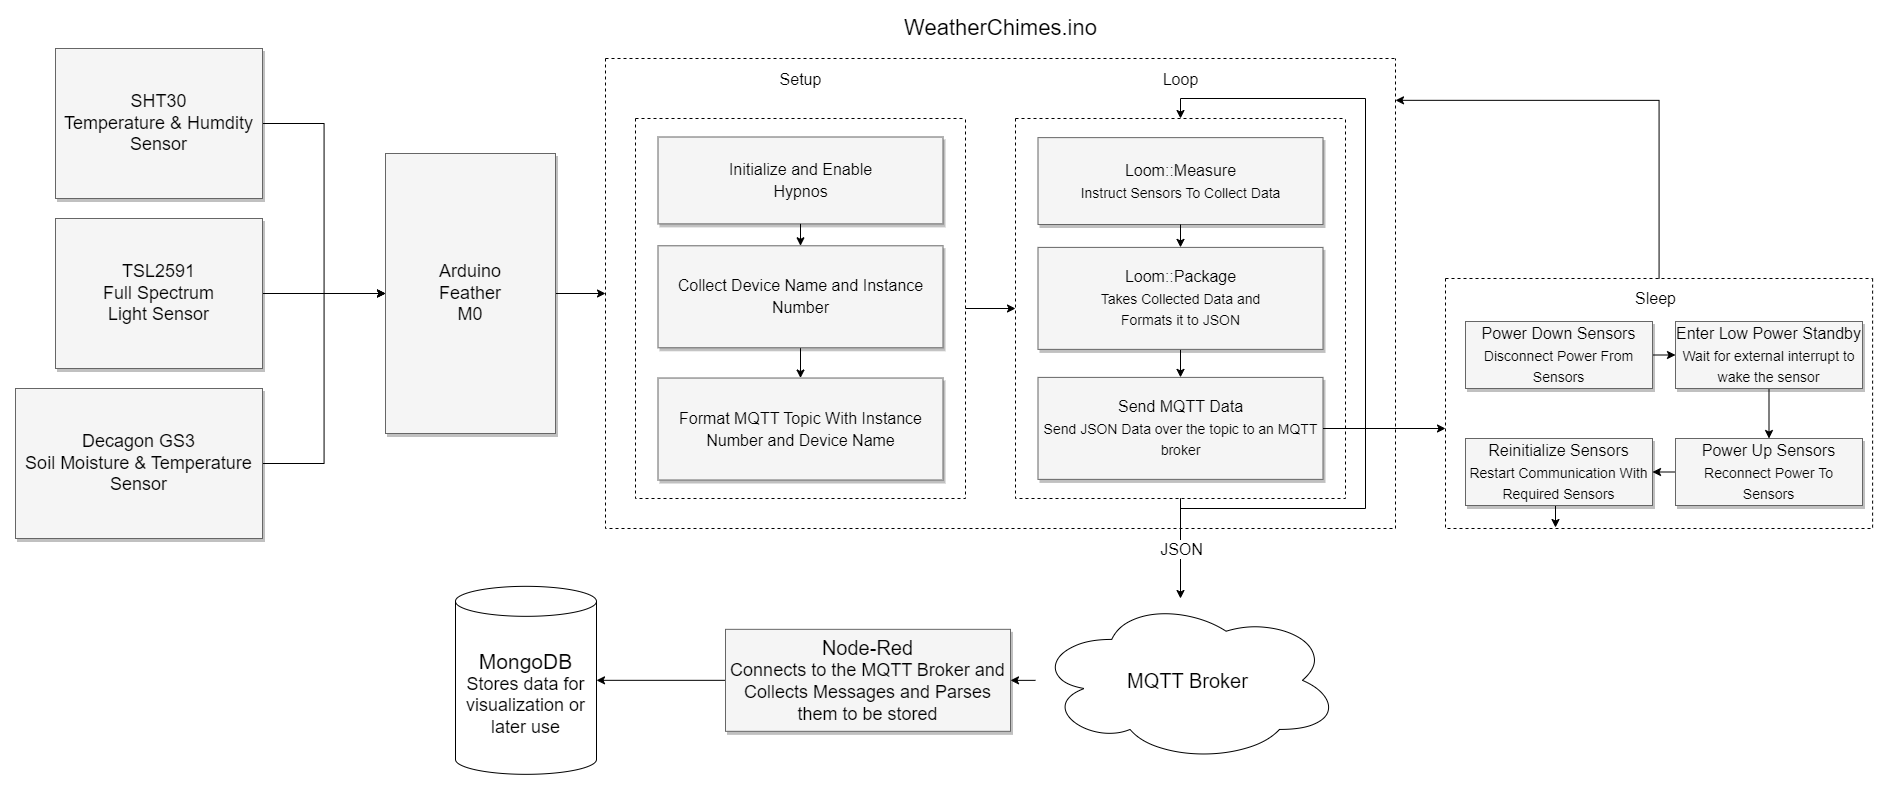 WeatherChimes.ino
SHT30
Temperature & Humdity
Sensor
TSL2591
Full Spectrum
Light Sensor
Decagon GS3
Soil Moisture & Temperature
Sensor
Arduino
Feather
M0
Setup
Initialize and Enable
Hypnos
Collect Device Name and Instance
Number
Format MQTT Topic With Instance
Number and Device Name
Loop
Loom::Measure
Instruct Sensors To Collect Data
Loom::Package
Takes Collected Data and
Formats it to JSON
Send MQTT Data
Send JSON Data over the topic to an MQTT
broker
Sleep
Power Down Sensors
Disconnect Power From
Sensors
Enter Low Power Standby
Wait for external interrupt to
wake the sensor
Power Up Sensors
Reconnect Power To
Sensors
Reinitialize Sensors
Restart Communication With
Required Sensors
JSON
MQTT Broker
Node-Red
Connects to the MQTT Broker and
Collects Messages and Parses
them to be stored
MongoDB
Stores data for
visualization or
later use